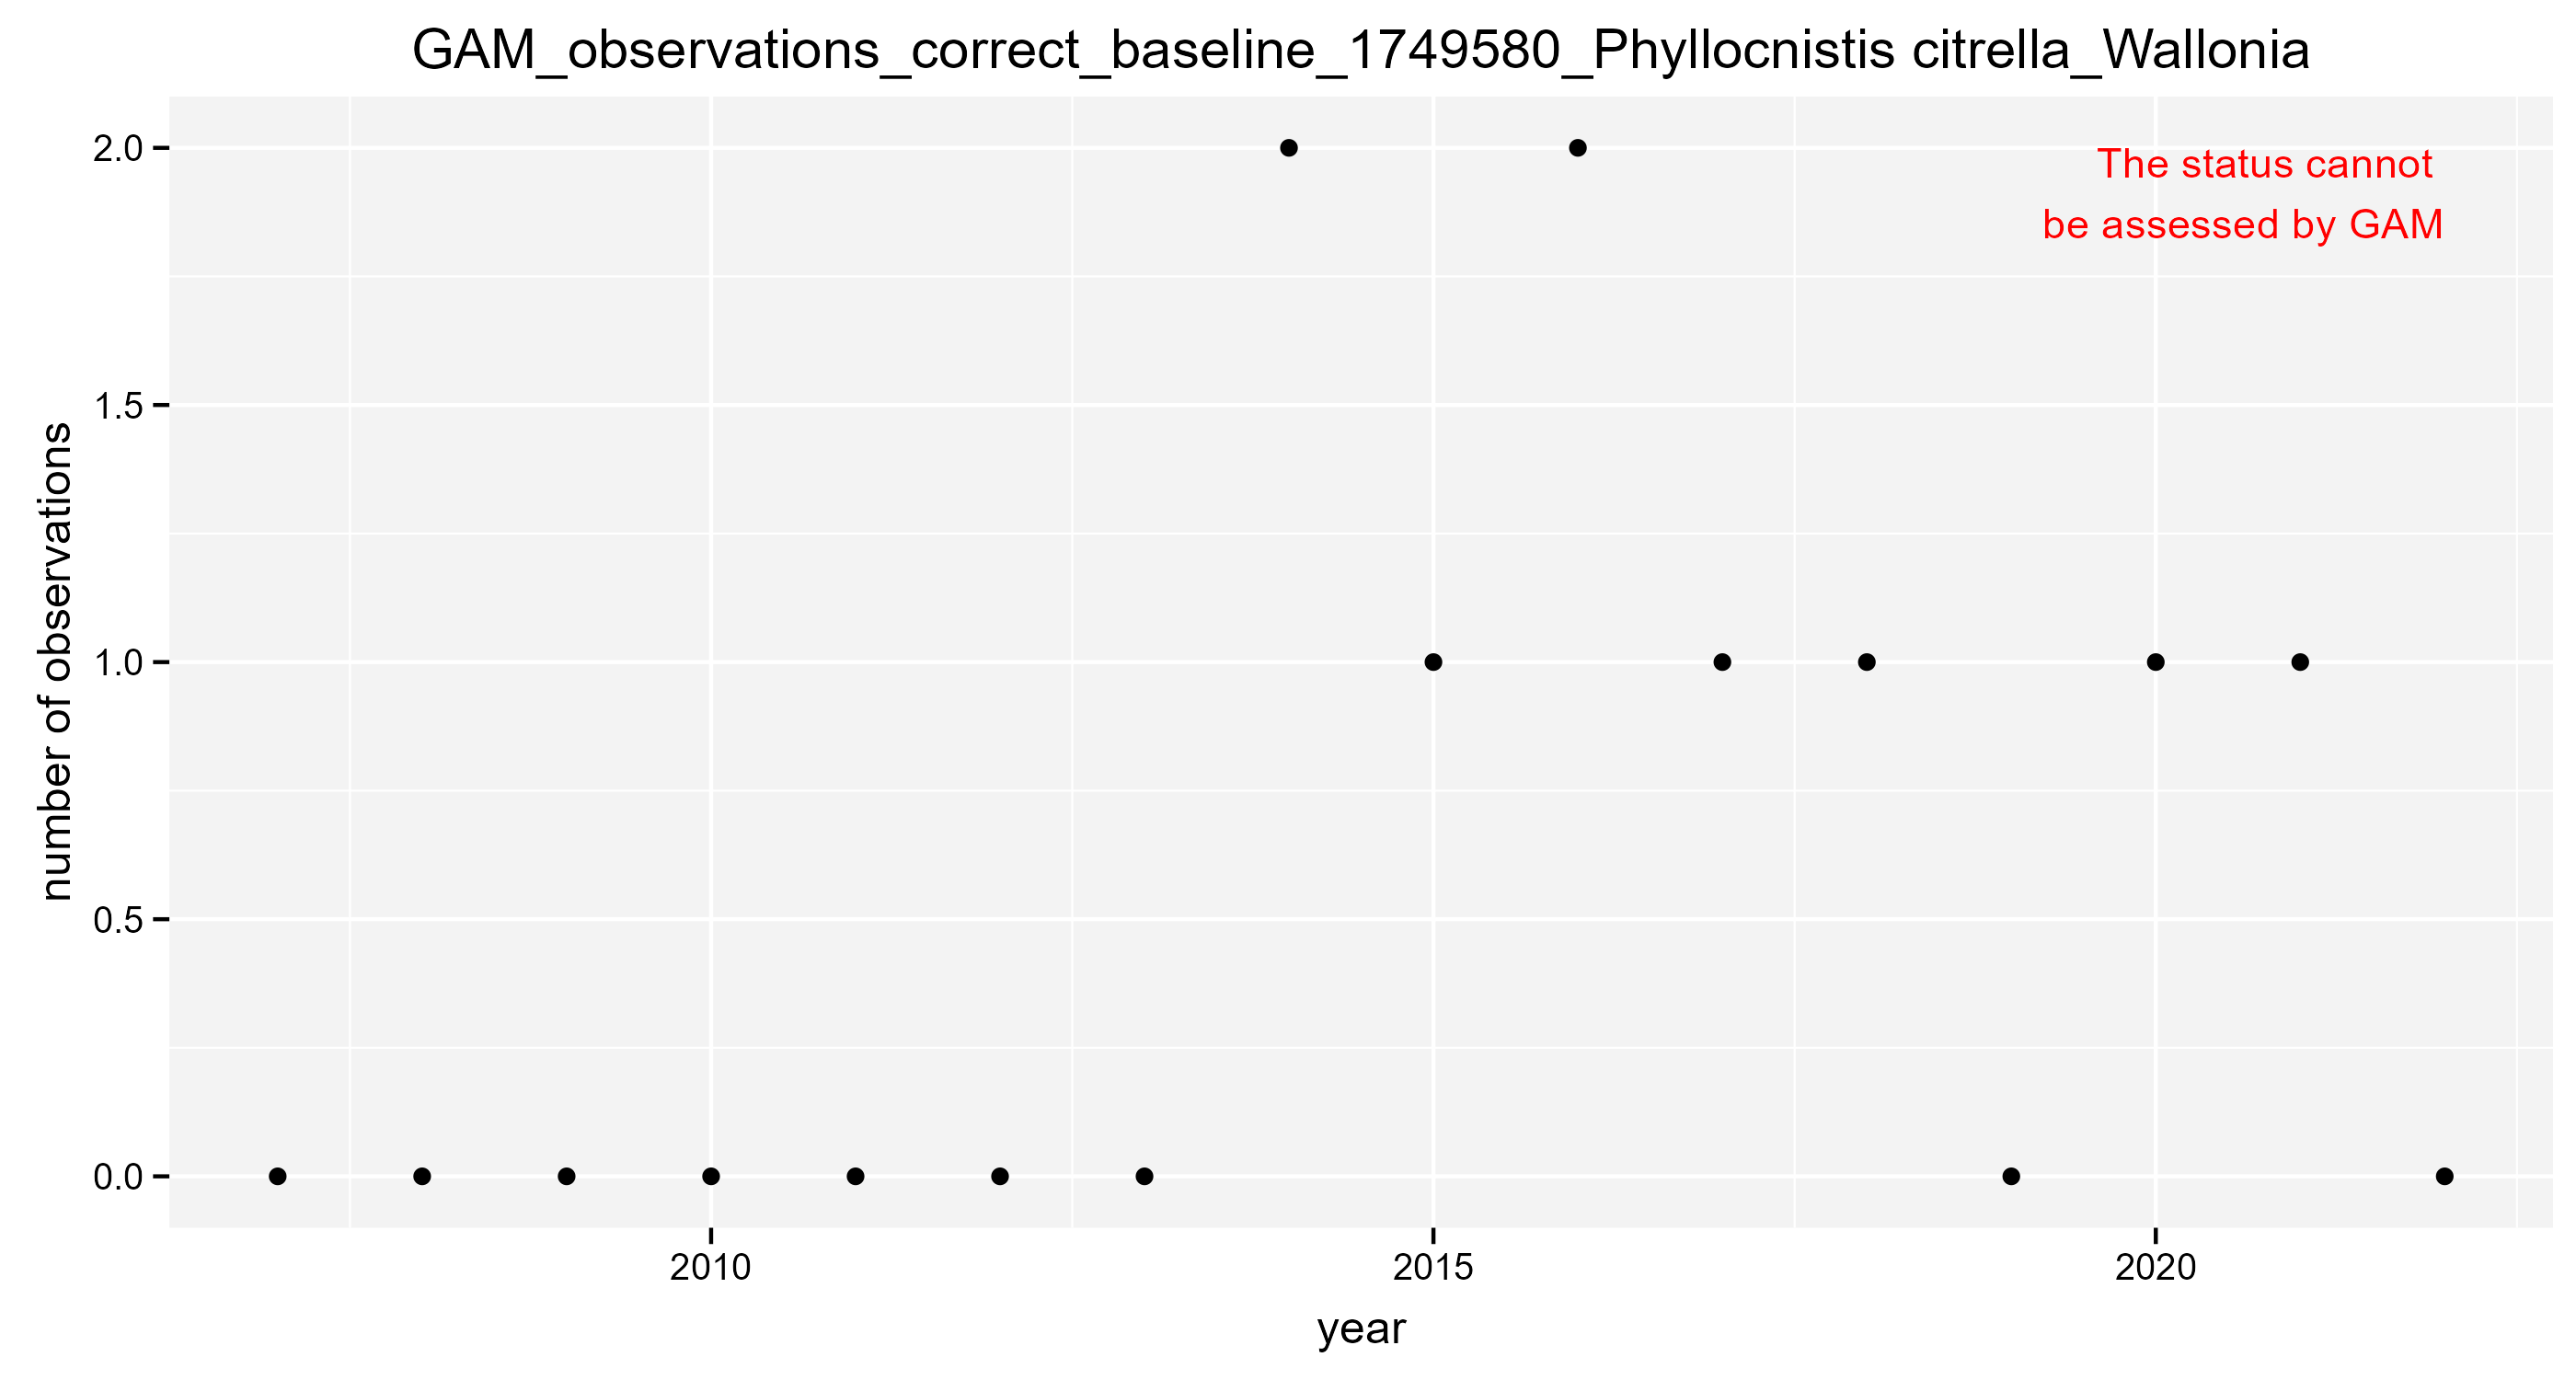 GAM_observations_correct_baseline_1749580_Phyllocnistis citrella_Wallonia
The status cannot
be assessed by GAM
2.0
1.5
1.0
0.5
0.0
number of observations
2010 2015 2020
year